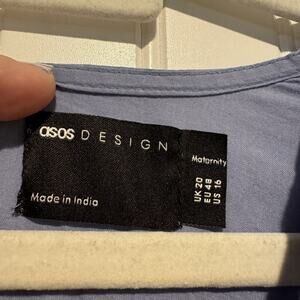 asos DESIGN
Made in India
Maternity
UK 20
EU 48
US 16